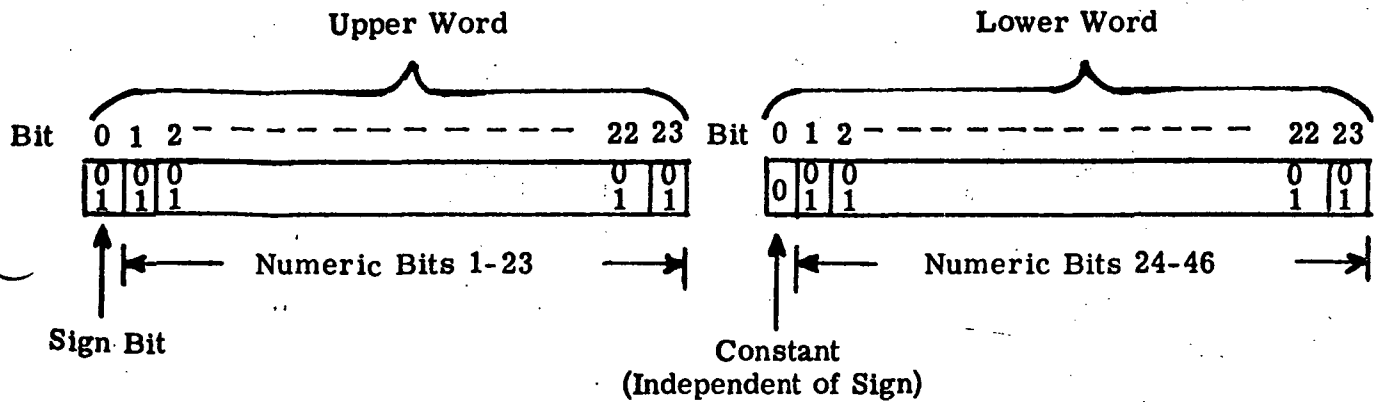 Upper Word Lower Word
Bit 0 1 2 22 23 Bit 0 1 2 22 23
0 0 0 0 0 0 0 0 0
1 1 1 1 1 0 1 1 1 1
Numeric Bits 1-23 Numeric Bits 24-46
Sign Bit
Constant
(Independent of Sign)